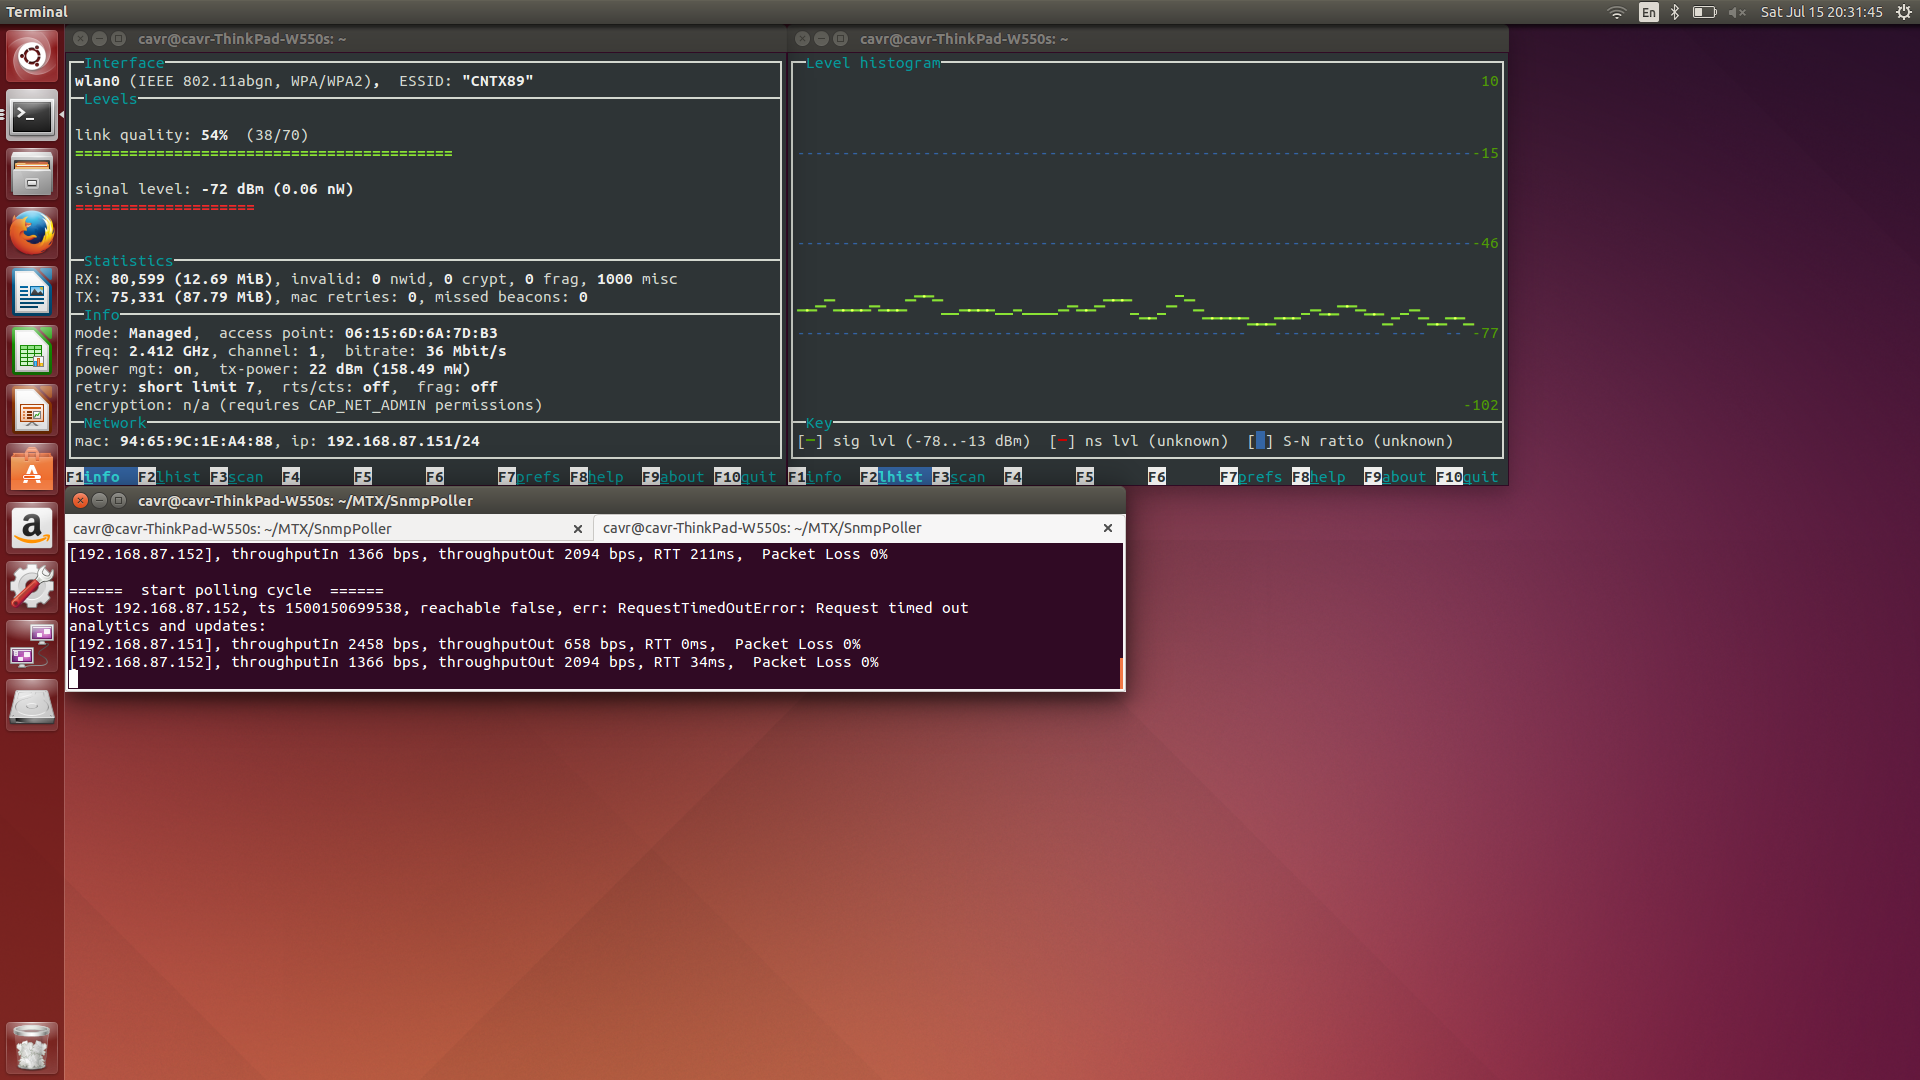 Terminal
En
Sat Jul 15 20:31:45
cavr@cavr-ThinkPad-W550s: ~
Interface
wlan0 (IEEE 802.11abgn, WPA/WPA2),  ESSID: "CNTX89"
Levels
link quality: 54%  (38/70)
==========================================
signal level: -72 dBm (0.06 nW)
====================
Statistics
RX: 80,599 (12.69 MiB), invalid: 0 nwid, 0 crypt, 0 frag, 1000 misc
TX: 75,331 (87.79 MiB), mac retries: 0, missed beacons: 0
Info
mode: Managed,  access point: 06:15:6D:6A:7D:B3
freq: 2.412 GHz, channel: 1,  bitrate: 36 Mbit/s
power mgt: on,  tx-power: 22 dBm (158.49 mW)
retry: short limit 7,  rts/cts: off,  frag: off
encryption: n/a (requires CAP_NET_ADMIN permissions)
Network
mac: 94:65:9C:1E:A4:88, ip: 192.168.87.151/24
F1info F2lhist F3scan F4 F5 F6 F7prefs F8help F9about F10quit
cavr@cavr-ThinkPad-W550s: ~
Level histogram
10
-15
-46
-77
-102
Key
[-] sig lvl (-78..-13 dBm)  [-] ns lvl (unknown)  [ ] S-N ratio (unknown)
F1info F2lhist F3scan F4 F5 F6 F7prefs F8help F9about F10quit
cavr@cavr-ThinkPad-W550s: ~/MTX/SnmpPoller
cavr@cavr-ThinkPad-W550s: ~/MTX/SnmpPoller × cavr@cavr-ThinkPad-W550s: ~/MTX/SnmpPoller ×
[192.168.87.152], throughputIn 1366 bps, throughputOut 2094 bps, RTT 211ms,  Packet Loss 0%
======  start polling cycle  ======
Host 192.168.87.152, ts 1500150699538, reachable false, err: RequestTimedOutError: Request timed out
analytics and updates:
[192.168.87.151], throughputIn 2458 bps, throughputOut 658 bps, RTT 0ms,  Packet Loss 0%
[192.168.87.152], throughputIn 1366 bps, throughputOut 2094 bps, RTT 34ms,  Packet Loss 0%